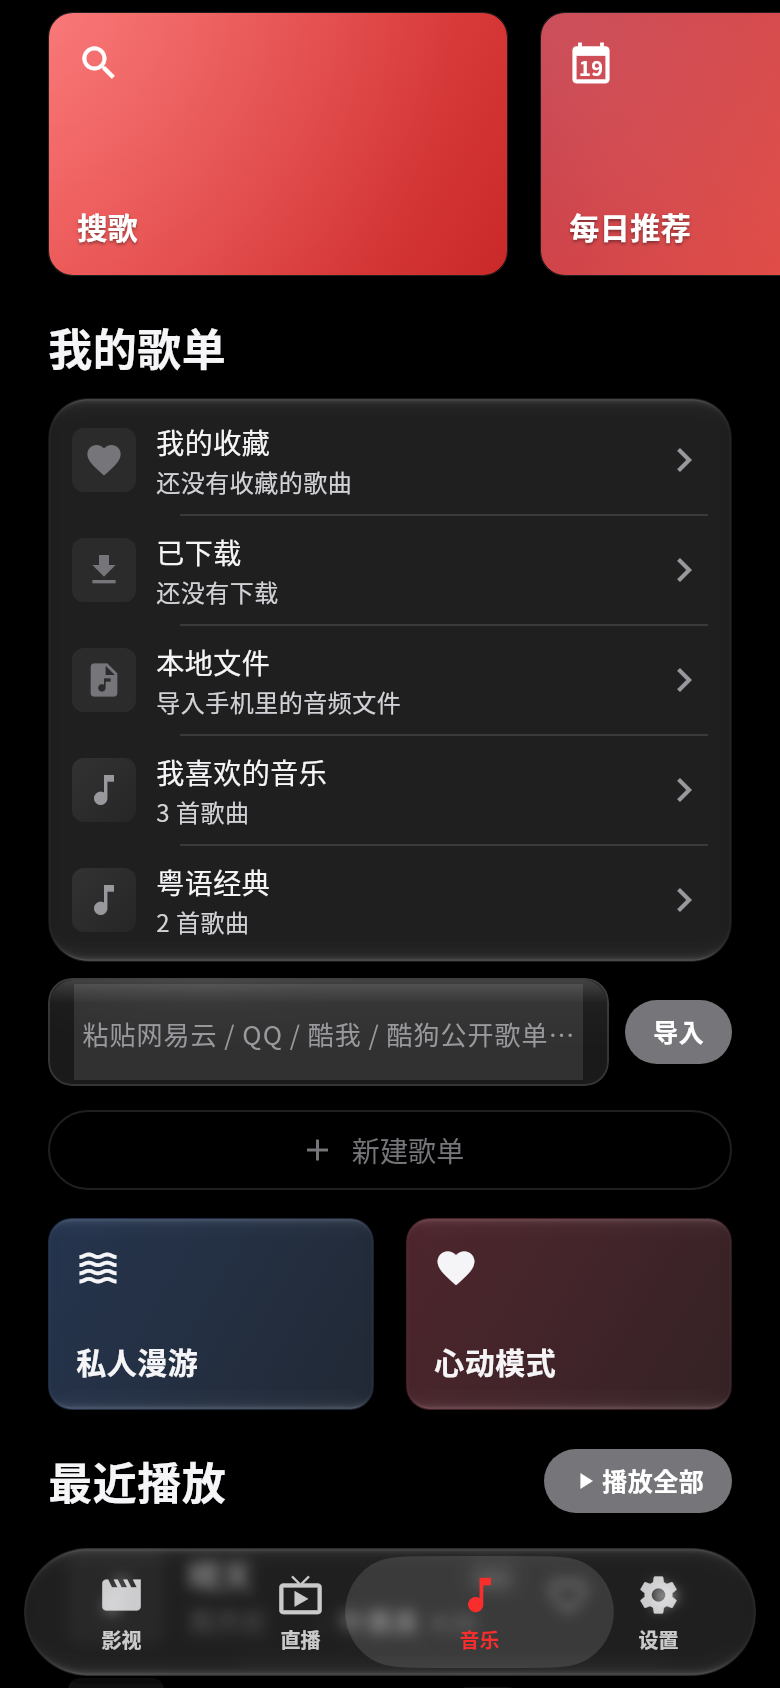 19
搜歌
每日推荐
我的歌单
我的收藏
还没有收藏的歌曲
已下载
还没有下载
本地文件
导入手机里的音频文件
我喜欢的音乐
3 首歌曲
粤语经典
2 首歌曲
粘贴网易云 / QQ / 酷我 / 酷狗公开歌单…
导入
新建歌单
私人漫游
心动模式
最近播放
播放全部
影视
直播
音乐
设置